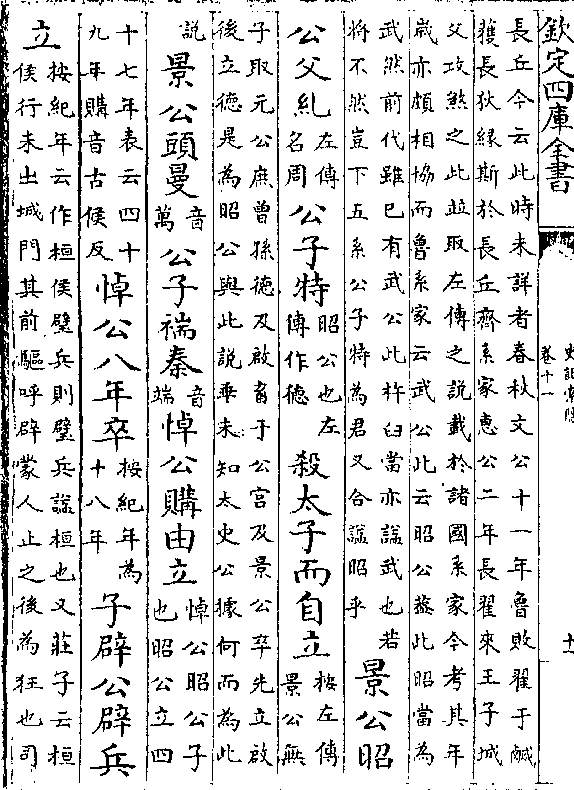 欽定四庫全書
史記索隱
卷十一
十一
長丘今云此時未詳者春秋文公十一年魯敗翟于鹹
獲長狄緣斯於長丘齊系家惠公二年長翟來王子城
父攻煞之此並取左傳之說載於諸國系家今考其年
歲亦頗相協而魯系家云武公此云昭公葢此昭當為
武然前代雖已有武公此杵臼當亦諡武也若
將不然豈下五系公子特為君又合諡昭乎
景公昭
公父糺左傳名周公子特昭公也左傳作德殺太子而自立按左傳景公無
子取元公庶曾孫德及啟畜于公宫及景公卒先立啟
後立德是為昭公與此說乖未知太史公據何而為此
說景公頭曼音萬公子褍秦音端悼公購由立悼公昭公子也昭公立四
十七年表云四十九年購音古候反悼公八年卒按紀年為十八年子辟公辟兵
立按紀年云作桓侯璧兵則璧兵諡桓也又莊子云桓侯行未出城門其前驅呼辟蒙人止之後為狂也司